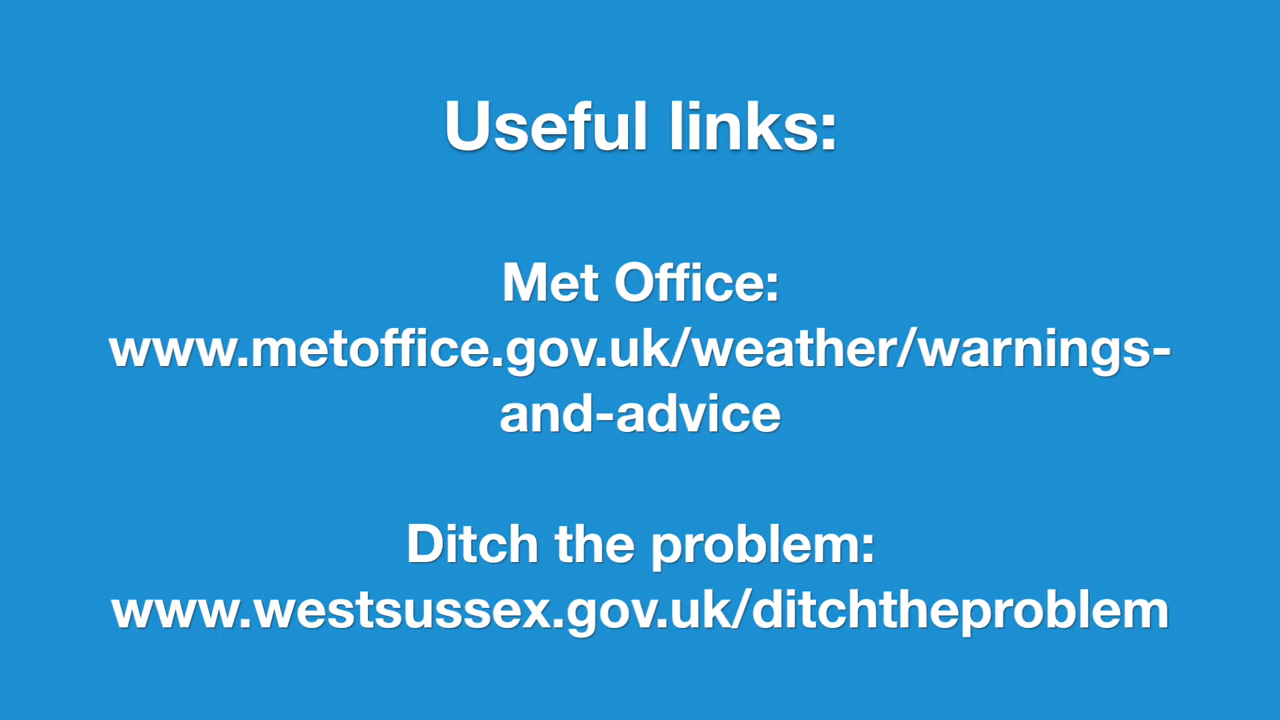 Useful links:
Met Office:
www.metoffice.gov.uk/weather/warnings-
and-advice
Ditch the problem:
www.westsussex.gov.uk/ditchtheproblem